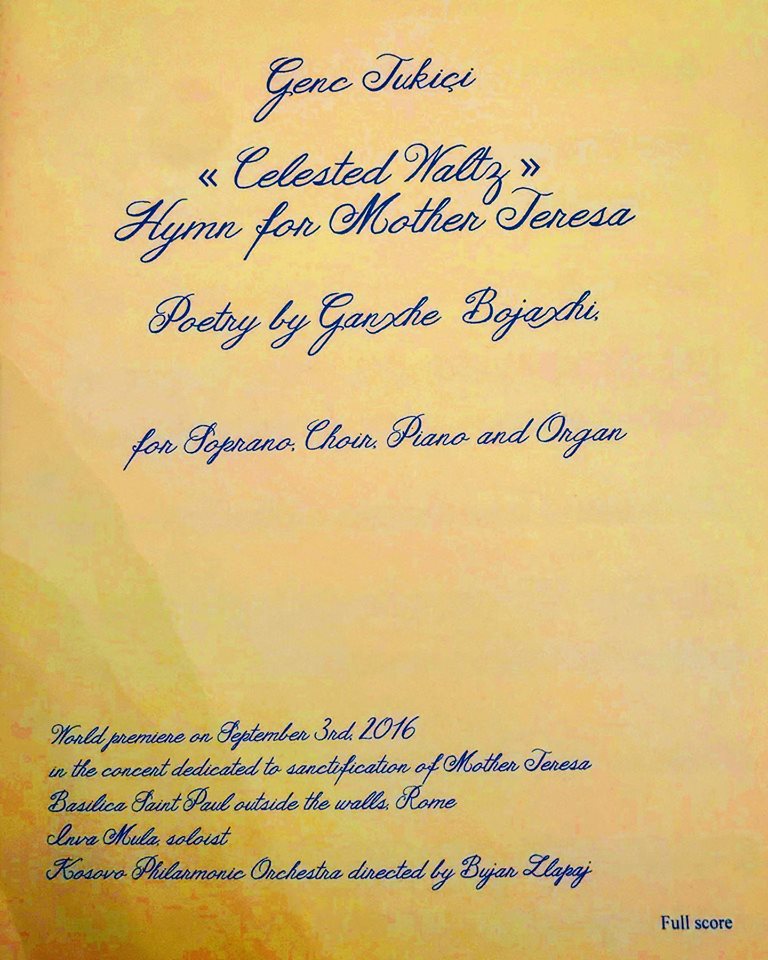 Genc Tukiçi
« Celested Waltz »
Hymn for Mother Teresa
Poetry by Ganxhe Bojaxhi,
for Soprano, Choir, Piano and Organ
World premiere on September 3rd, 2016
in the concert dedicated to sanctification of Mother Teresa
Basilica Saint Paul outside the walls, Rome
Inva Mula, soloist
Kosovo Philarmonic Orchestra directed by Bujar Llapaj
Full score